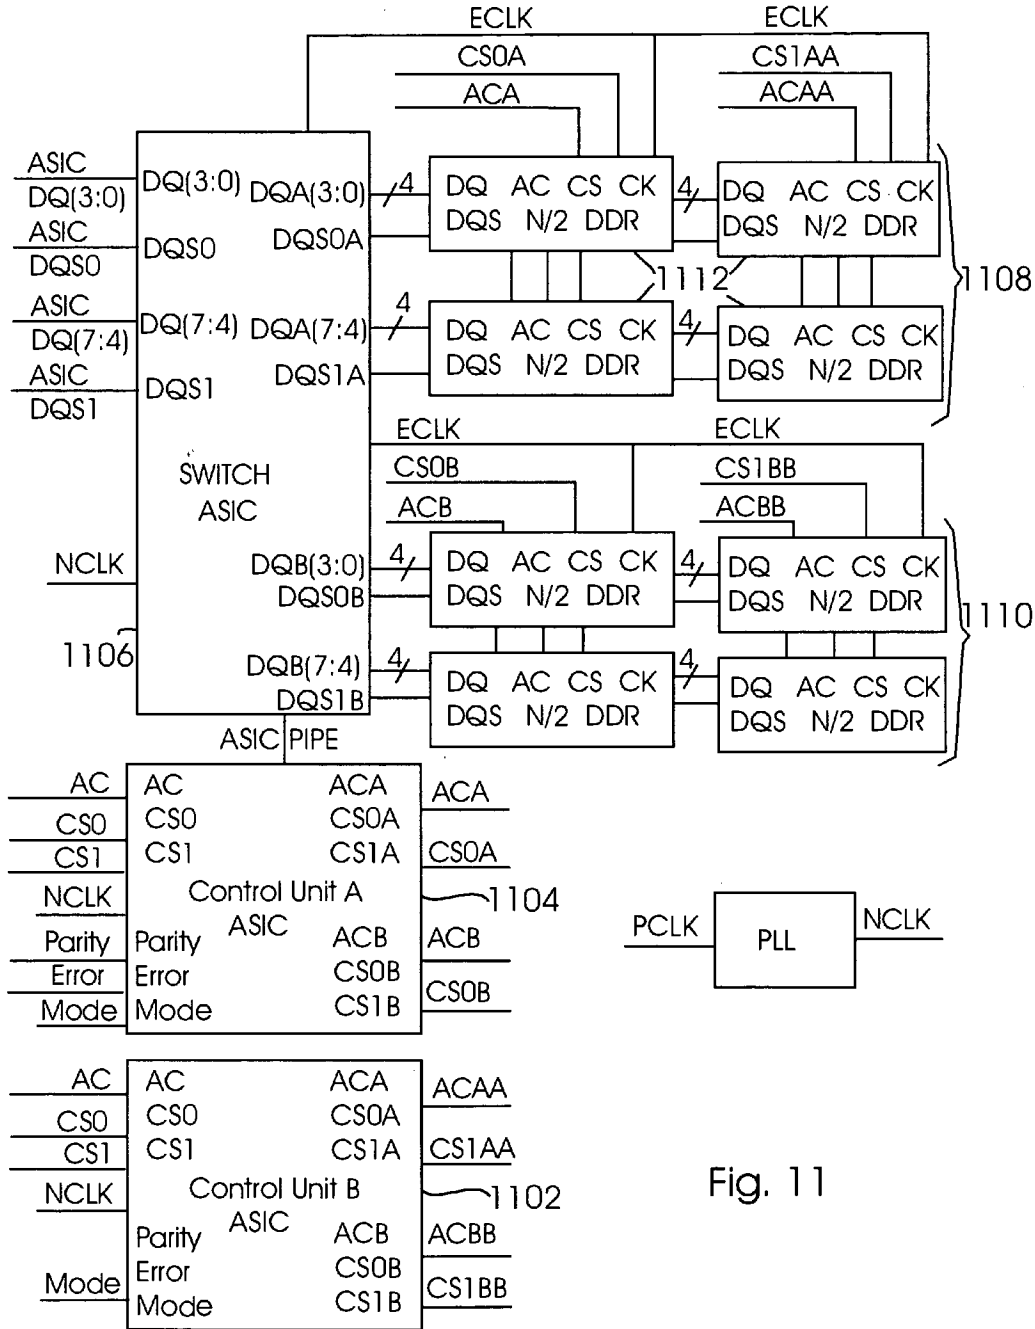 ECLK ECLK
CS0A CS1AA
ACA ACAA
ASIC
DQ(3:0)
ASIC
DQS0
ASIC
DQ(7:4)
ASIC
DQS1
NCLK
1106
DQ(3:0) DQA(3:0) 4
DQS0 DQS0A
DQ(7:4) DQA(7:4) 4
DQS1 DQS1A
SWITCH
ASIC
DQB(3:0) 4
DQS0B
DQB(7:4) 4
DQS1B
DQ AC CS CK 4 DQ AC CS CK
DQS N/2 DDR DQS N/2 DDR
1112 1108
DQ AC CS CK 4 DQ AC CS CK
DQS N/2 DDR DQS N/2 DDR
ECLK ECLK
CS0B CS1BB
ACB ACBB
DQ AC CS CK 4 DQ AC CS CK
DQS N/2 DDR DQS N/2 DDR
1110
DQ AC CS CK 4 DQ AC CS CK
DQS N/2 DDR DQS N/2 DDR
ASIC PIPE
AC AC ACA ACA
CS0 CS0 CS0A
CS1 CS1 CS1A CS0A
NCLK Control Unit A 1104
ASIC
Parity Parity ACB ACB
Error Error CS0B
Mode Mode CS1B CS0B
PCLK PLL NCLK
AC AC ACA ACAA
CS0 CS0 CS0A
CS1 CS1 CS1A CS1AA
NCLK Control Unit B 1102
ASIC
Parity ACB ACBB
Error CS0B
Mode Mode CS1B CS1BB
Fig. 11